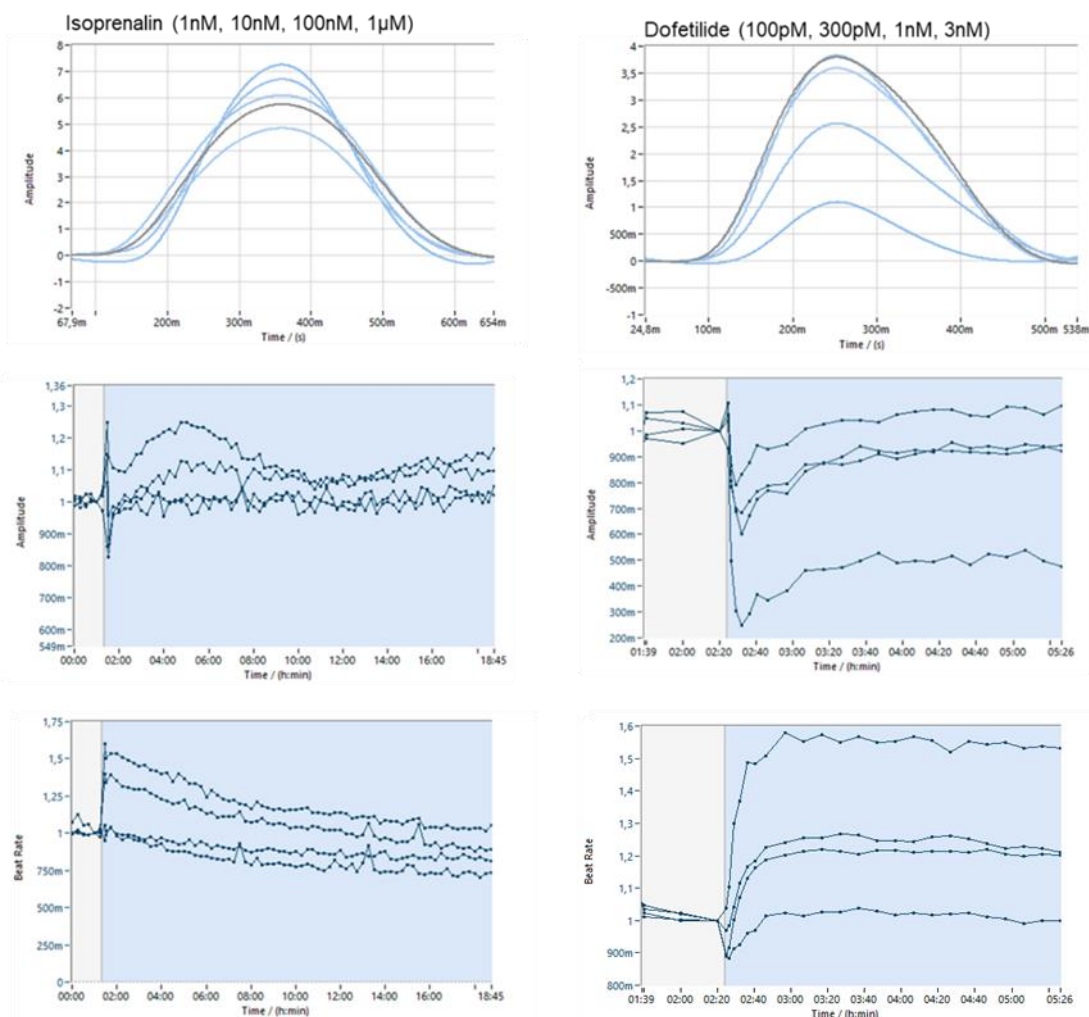 Isoprenalin (1nM, 10nM, 100nM, 1µM)
8
7
6
5
4
3
2
1
0
-1
-2
Amplitude
67,9m 200m 300m 400m 500m 600m 654m
Time / (s)
Dofetilide (100pM, 300pM, 1nM, 3nM)
4
3,5
3
2,5
2
1,5
1
500m
0
-500m
-1
Amplitude
24,8m 100m 200m 300m 400m 500m 538m
Time / (s)
1,36
1,3
1,2
1,1
1
900m
800m
700m
600m
549m
Amplitude
00:00 02:00 04:00 06:00 08:00 10:00 12:00 14:00 16:00 18:45
Time / (h:min)
1,2
1,1
1
900m
800m
700m
600m
500m
400m
300m
200m
Amplitude
01:39 02:00 02:20 02:40 03:00 03:20 03:40 04:00 04:20 04:40 05:00 05:26
Time / (h:min)
1,75
1,5
1,25
1
750m
500m
250m
0
Beat Rate
00:00 02:00 04:00 06:00 08:00 10:00 12:00 14:00 16:00 18:45
Time / (h:min)
1,6
1,5
1,4
1,3
1,2
1,1
1
900m
800m
Beat Rate
01:39 02:00 02:20 02:40 03:00 03:20 03:40 04:00 04:20 04:40 05:00 05:26
Time / (h:min)